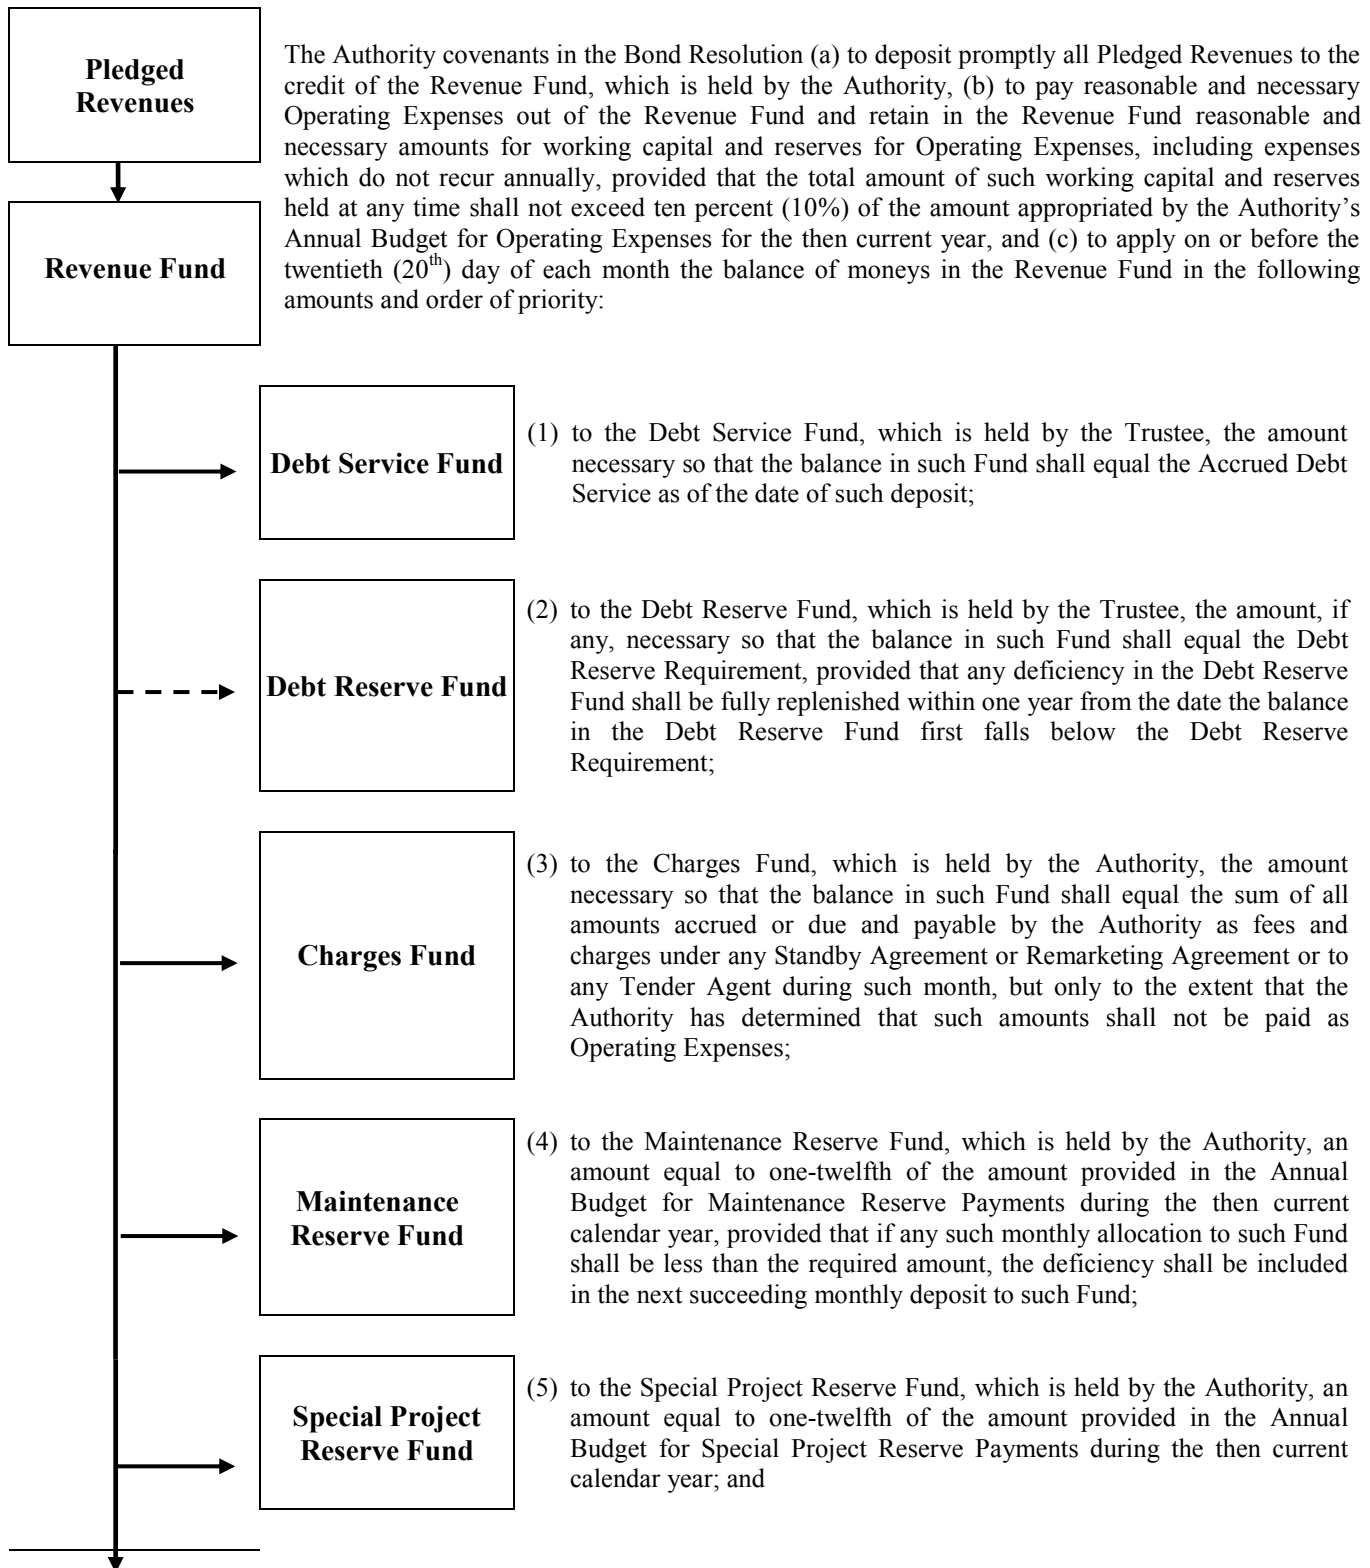 Pledged
Revenues
The Authority covenants in the Bond Resolution (a) to deposit promptly all Pledged Revenues to the
credit of the Revenue Fund, which is held by the Authority, (b) to pay reasonable and necessary
Operating Expenses out of the Revenue Fund and retain in the Revenue Fund reasonable and
necessary amounts for working capital and reserves for Operating Expenses, including expenses
which do not recur annually, provided that the total amount of such working capital and reserves
held at any time shall not exceed ten percent (10%) of the amount appropriated by the Authority’s
Annual Budget for Operating Expenses for the then current year, and (c) to apply on or before the
twentieth (20th) day of each month the balance of moneys in the Revenue Fund in the following
amounts and order of priority:
Revenue Fund
Debt Service Fund
(1) to the Debt Service Fund, which is held by the Trustee, the amount
necessary so that the balance in such Fund shall equal the Accrued Debt
Service as of the date of such deposit;
Debt Reserve Fund
(2) to the Debt Reserve Fund, which is held by the Trustee, the amount, if
any, necessary so that the balance in such Fund shall equal the Debt
Reserve Requirement, provided that any deficiency in the Debt Reserve
Fund shall be fully replenished within one year from the date the balance
in the Debt Reserve Fund first falls below the Debt Reserve
Requirement;
Charges Fund
(3) to the Charges Fund, which is held by the Authority, the amount
necessary so that the balance in such Fund shall equal the sum of all
amounts accrued or due and payable by the Authority as fees and
charges under any Standby Agreement or Remarketing Agreement or to
any Tender Agent during such month, but only to the extent that the
Authority has determined that such amounts shall not be paid as
Operating Expenses;
Maintenance
Reserve Fund
(4) to the Maintenance Reserve Fund, which is held by the Authority, an
amount equal to one-twelfth of the amount provided in the Annual
Budget for Maintenance Reserve Payments during the then current
calendar year, provided that if any such monthly allocation to such Fund
shall be less than the required amount, the deficiency shall be included
in the next succeeding monthly deposit to such Fund;
Special Project
Reserve Fund
(5) to the Special Project Reserve Fund, which is held by the Authority, an
amount equal to one-twelfth of the amount provided in the Annual
Budget for Special Project Reserve Payments during the then current
calendar year; and